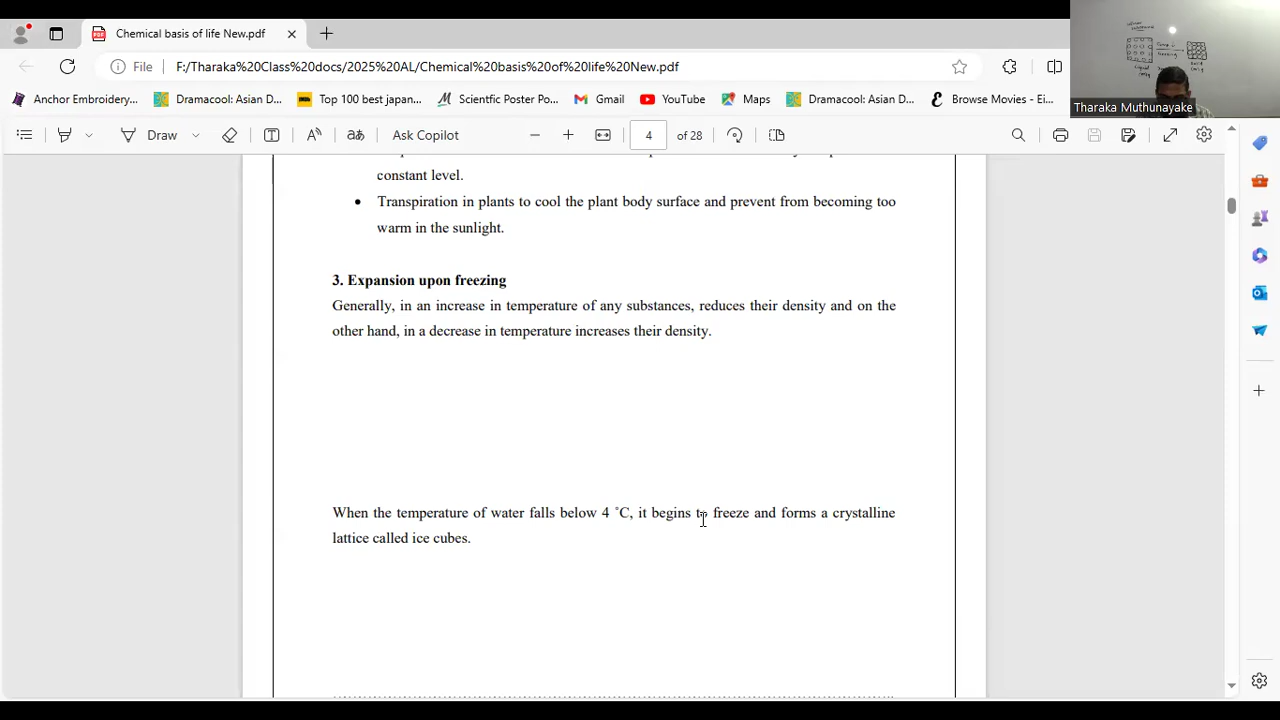 Chemical basis of life New.pdf
File F:/Tharaka%20Class%20docs/2025%20AL/Chemical%20basis%20of%20life%20New.pdf
Anchor Embroidery... Dramacool: Asian D... Top 100 best japan... Scienftic Poster Po... Gmail YouTube Maps Dramacool: Asian D... Browse Movies - Ei...
Draw Ask Copilot 4 of 28
Tharaka Muthunayake
constant level.
• Transpiration in plants to cool the plant body surface and prevent from becoming too
warm in the sunlight.
3. Expansion upon freezing
Generally, in an increase in temperature of any substances, reduces their density and on the
other hand, in a decrease in temperature increases their density.
When the temperature of water falls below 4 ˚C, it begins to freeze and forms a crystalline
lattice called ice cubes.